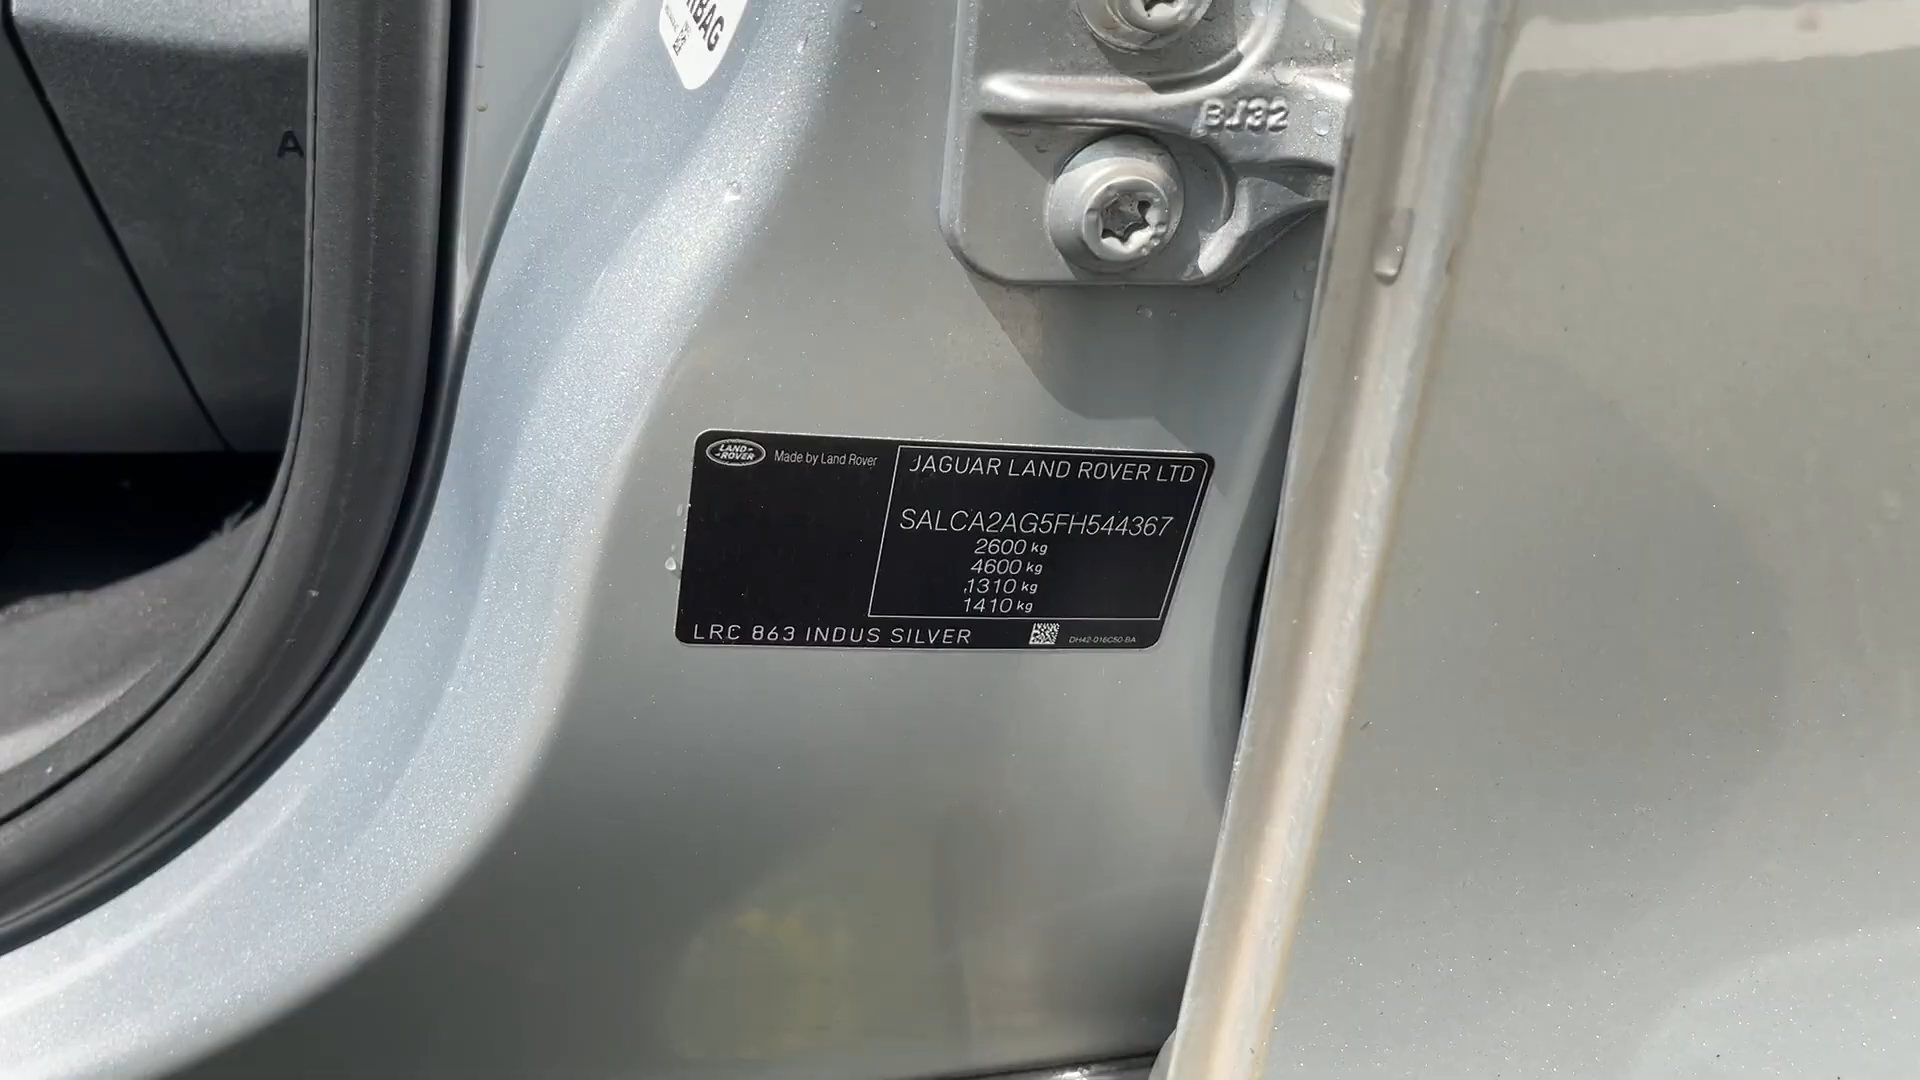 RBAG
BJ32
A
LAND-
-ROVER
Made by Land Rover
JAGUAR LAND ROVER LTD
SALCA2AG5FH544367
2600 kg
4600 kg
1310 kg
1410 kg
LRC 863 INDUS SILVER
DH42-016C50-BA